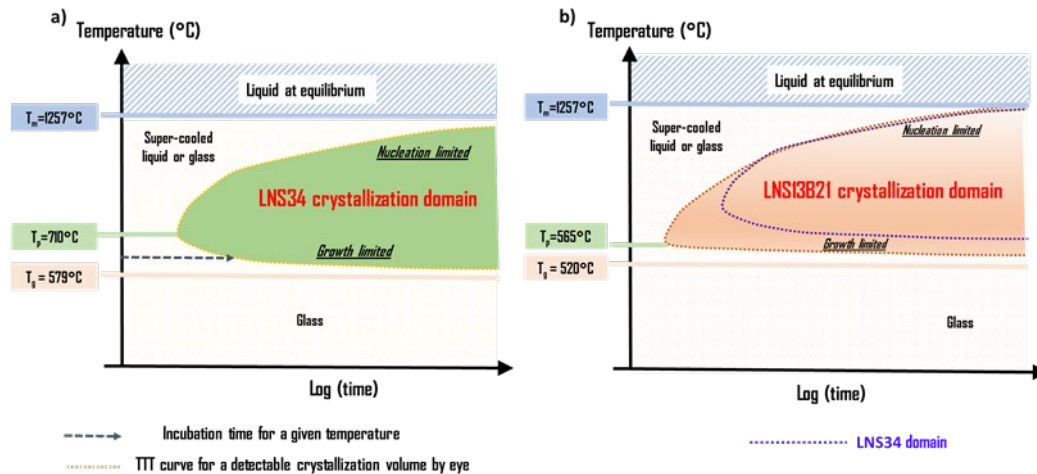 a)
Temperature (°C)
Liquid at equilibrium
Tm=1257°C
Super-cooled
liquid or glass
Nucleation limited
LNS34 crystallization domain
Tp=710°C
Growth limited
Tg = 579°C
Glass
Log (time)
Incubation time for a given temperature
TTT curve for a detectable crystallization volume by eye
b)
Temperature (°C)
Liquid at equilibrium
Tm=1257°C
Super-cooled
liquid or glass
Nucleation limited
LNS13B21 crystallization domain
Tp=565°C
Growth limited
Tg = 520°C
Glass
Log (time)
LNS34 domain